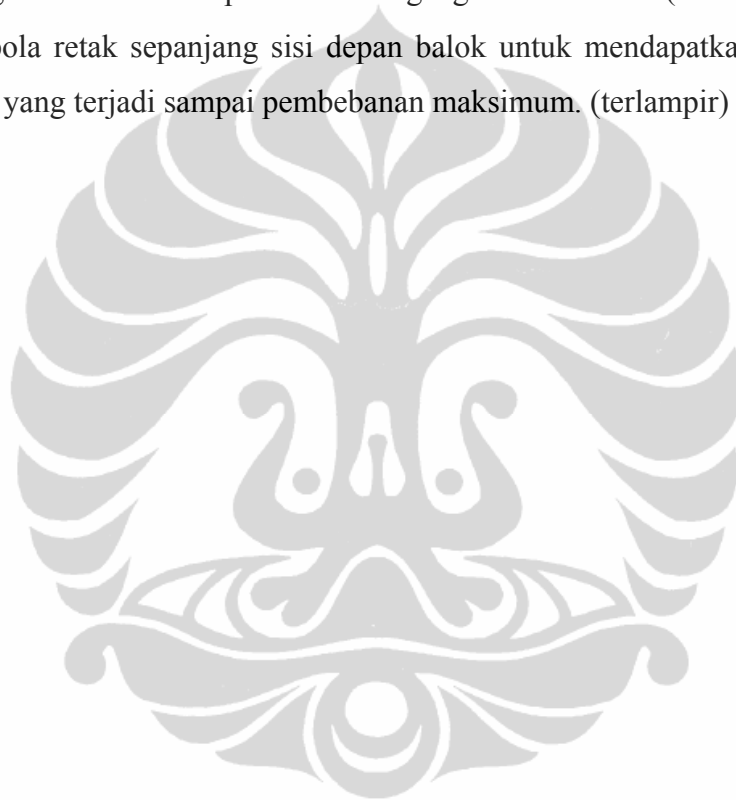 pola retak sepanjang sisi depan balok untuk mendapatka
yang terjadi sampai pembebanan maksimum. (terlampir)